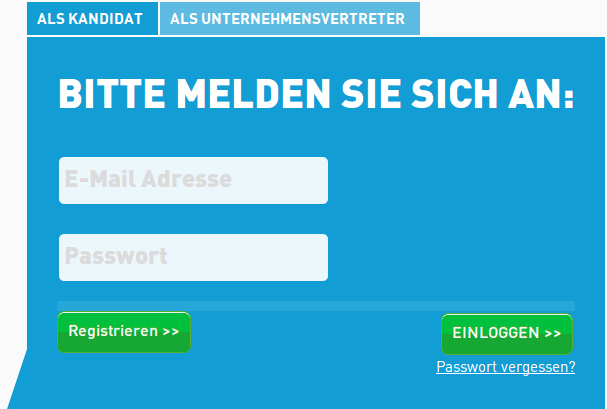 ALS KANDIDAT
ALS UNTERNEHMENSVERTRETER
BITTE MELDEN SIE SICH AN:
E-Mail Adresse
Passwort
Registrieren >>
EINLOGGEN >>
Passwort vergessen?